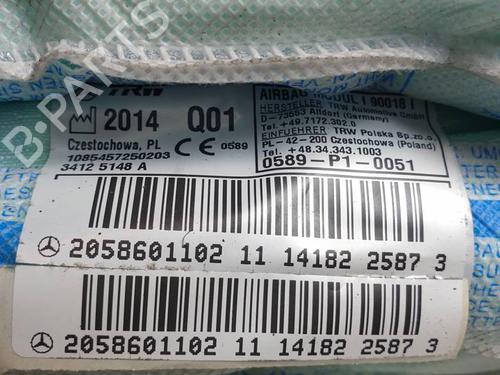 TRW
2014 Q01
Czestochowa, PL
1085457250203
3412 5148 A
0589
AIRBAG MODUL I 90018 I
HERSTELLER TRW Automotive GmbH
D-73553 Alfdorf (Germany)
Tel +49.7172.302.0
EINFUEHRER TRW Polska Sp.zo.o
PL-42-200 Czestochowa (Poland)
Tel +48.34.343.1003
0589-P1-0051
2058601102 11 14182 2587 3
2058601102 11 14182 2587 3